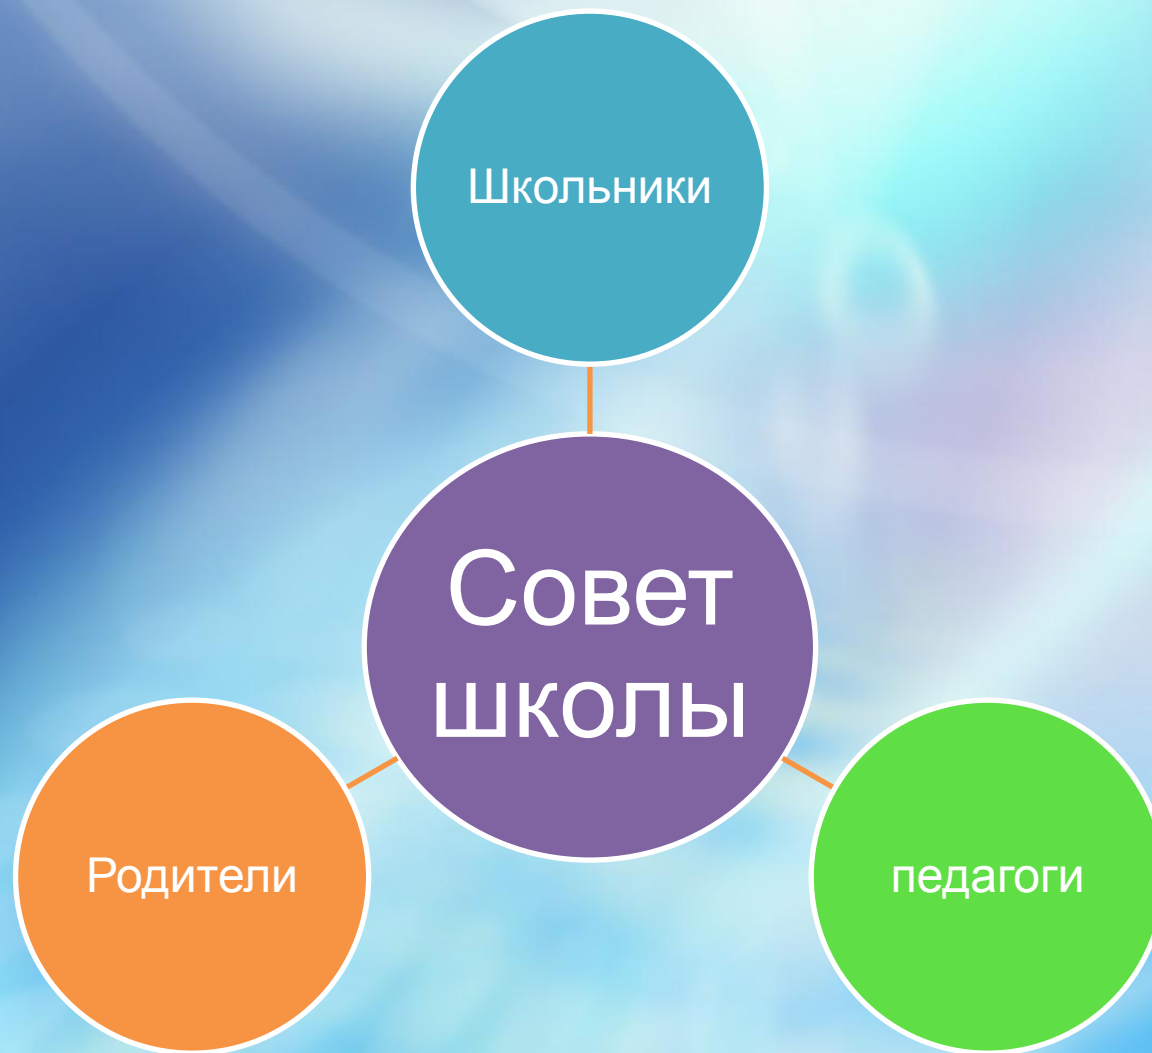 Школьники
Совет
школы
Родители
педагоги